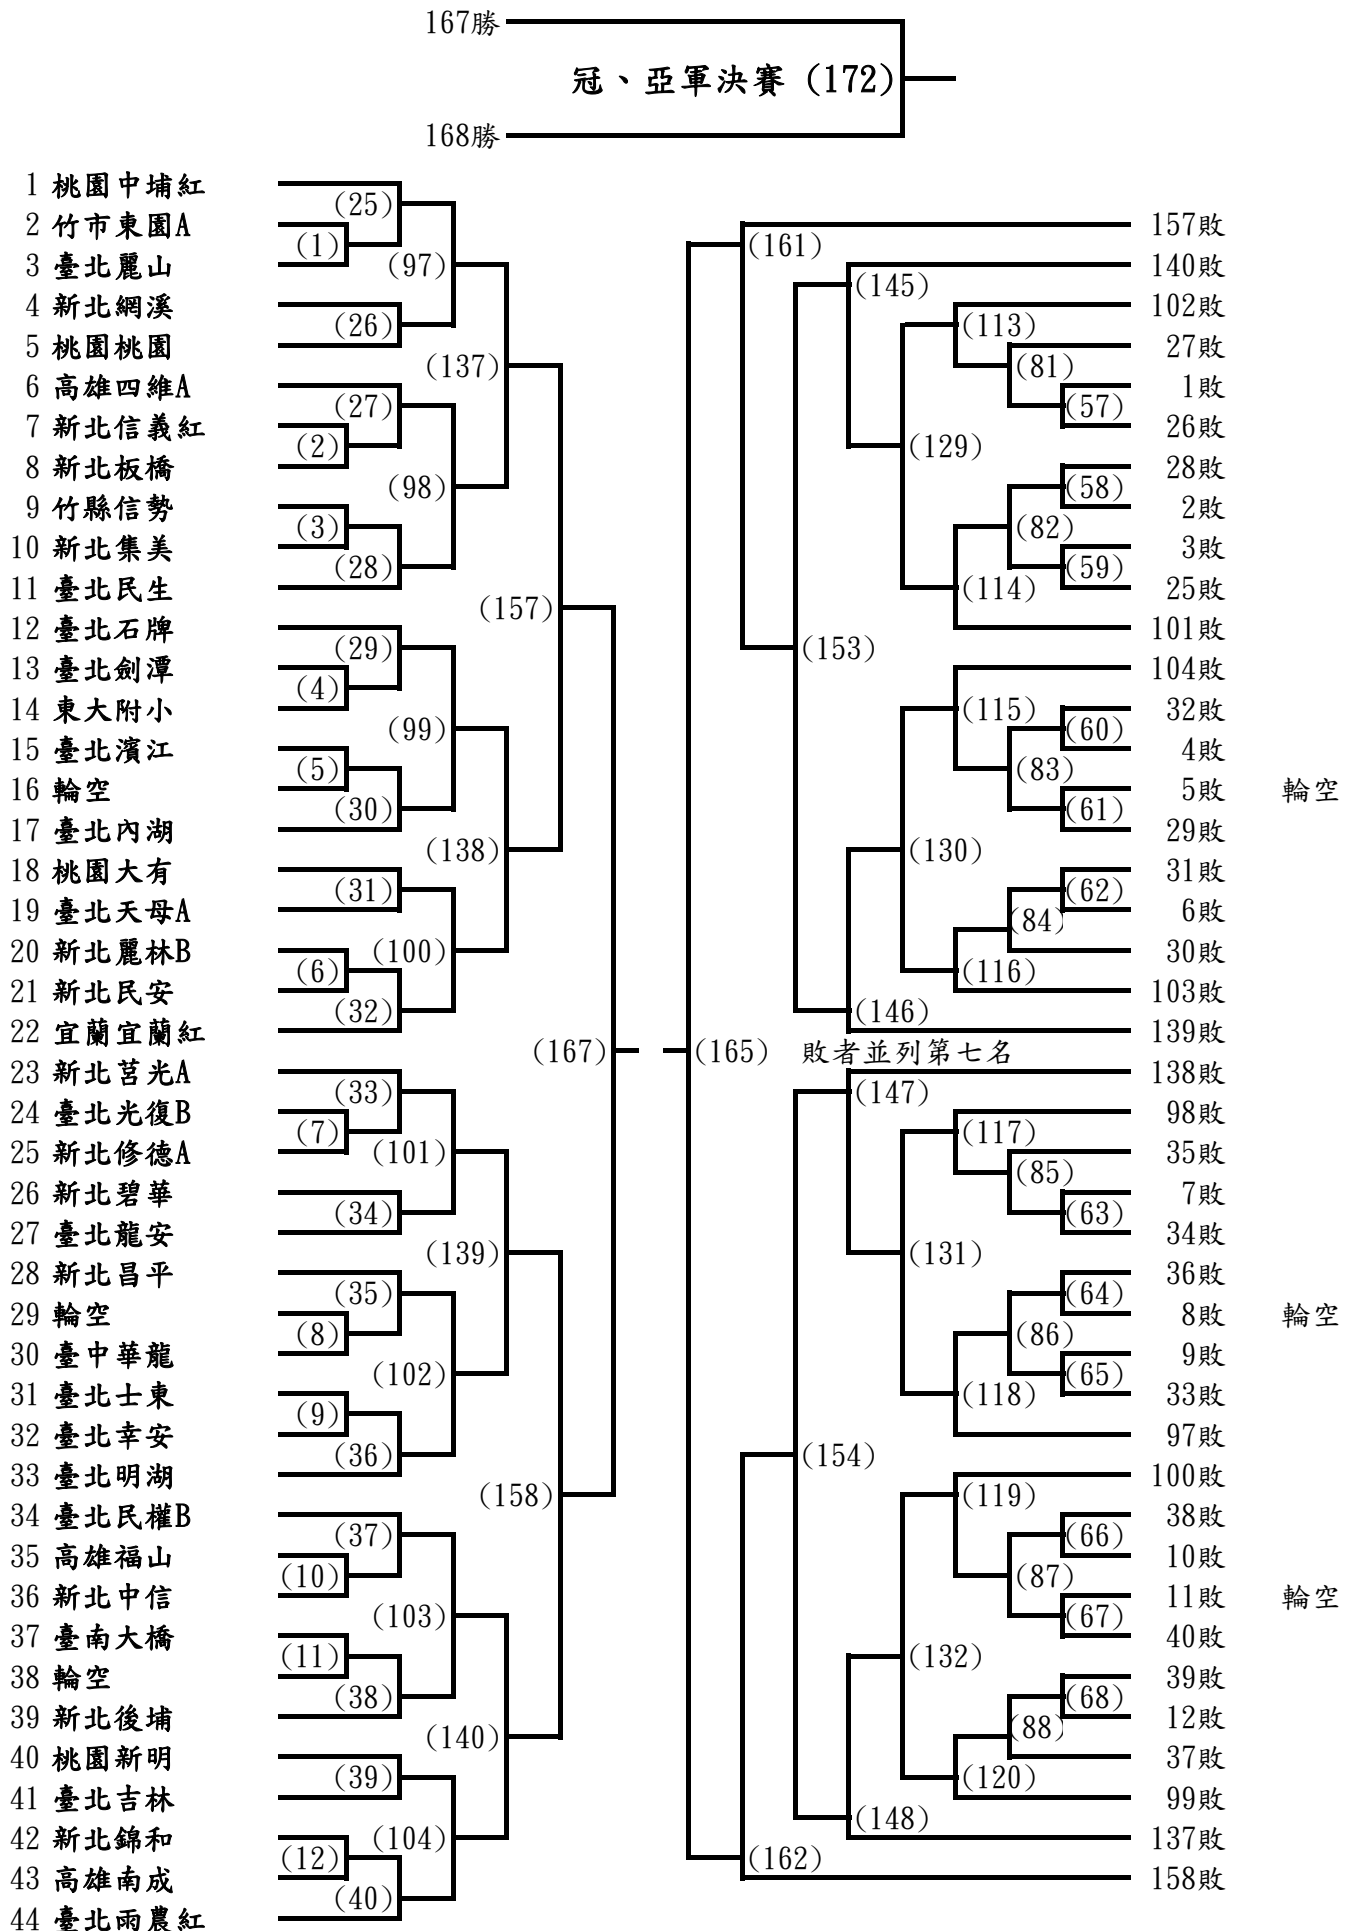 167勝
冠、亞軍決賽 (172)
168勝
1 桃園中埔紅
2 竹市東園A
3 臺北麗山
4 新北網溪
5 桃園桃園
6 高雄四維A
7 新北信義紅
8 新北板橋
9 竹縣信勢
10 新北集美
11 臺北民生
12 臺北石牌
13 臺北劍潭
14 東大附小
15 臺北濱江
16 輪空
17 臺北內湖
18 桃園大有
19 臺北天母A
20 新北麗林B
21 新北民安
22 宜蘭宜蘭紅
23 新北莒光A
24 臺北光復B
25 新北修德A
26 新北碧華
27 臺北龍安
28 新北昌平
29 輪空
30 臺中華龍
31 臺北士東
32 臺北幸安
33 臺北明湖
34 臺北民權B
35 高雄福山
36 新北中信
37 臺南大橋
38 輪空
39 新北後埔
40 桃園新明
41 臺北吉林
42 新北錦和
43 高雄南成
44 臺北雨農紅
(1)
(2)
(3)
(4)
(5)
(6)
(7)
(8)
(9)
(10)
(11)
(12)
(25)
(26)
(27)
(28)
(29)
(30)
(31)
(32)
(33)
(34)
(35)
(36)
(37)
(38)
(39)
(40)
(97)
(98)
(99)
(100)
(101)
(102)
(103)
(104)
(137)
(138)
(139)
(140)
(157)
(158)
(167)
(165) 敗者並列第七名
(161)
(162)
(153)
(154)
(145)
(146)
(147)
(148)
(129)
(130)
(131)
(132)
(113)
(114)
(115)
(116)
(117)
(118)
(119)
(120)
(81)
(82)
(83)
(84)
(85)
(86)
(87)
(88)
(57)
(58)
(59)
(60)
(61)
(62)
(63)
(64)
(65)
(66)
(67)
(68)
157敗
140敗
102敗
27敗
1敗
26敗
28敗
2敗
3敗
25敗
101敗
104敗
32敗
4敗
5敗 輪空
29敗
31敗
6敗
30敗
103敗
139敗
138敗
98敗
35敗
7敗
34敗
36敗
8敗 輪空
9敗
33敗
97敗
100敗
38敗
10敗
11敗 輪空
40敗
39敗
12敗
37敗
99敗
137敗
158敗